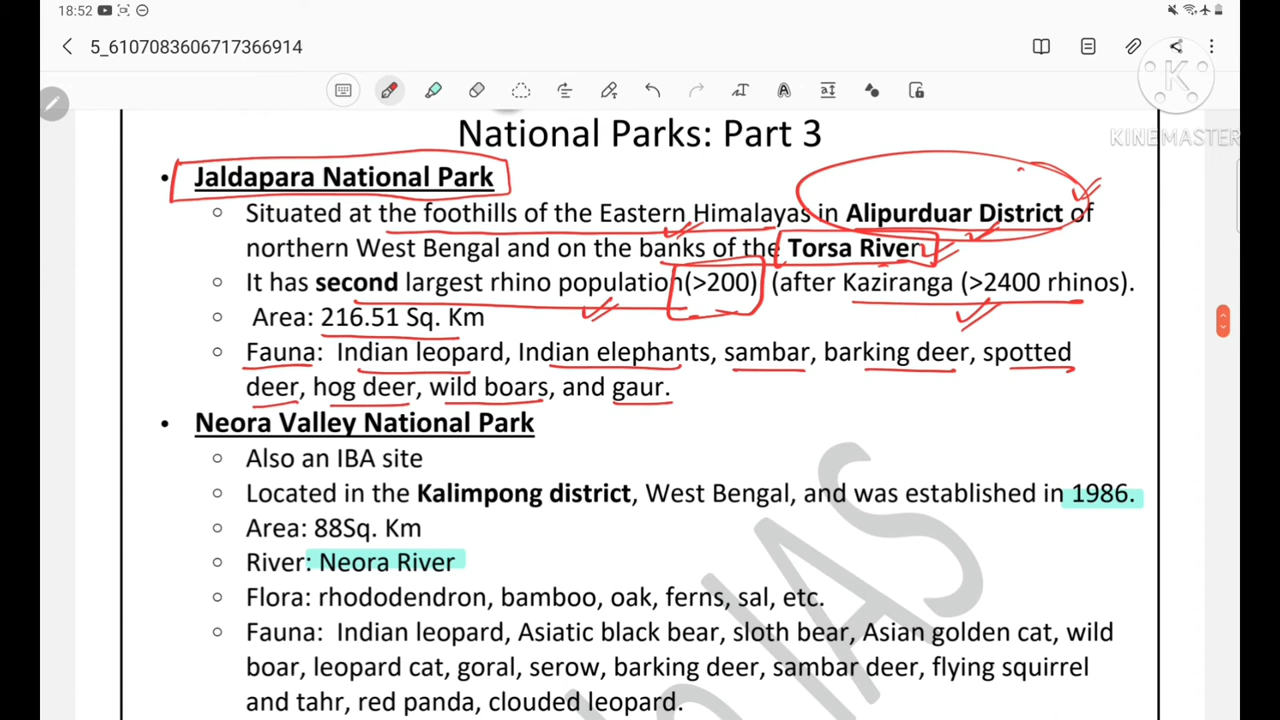 18:52
5_6107083606717366914
K
KINEMASTER
National Parks: Part 3
• Jaldapara National Park
○ Situated at the foothills of the Eastern Himalayas in Alipurduar District of
northern West Bengal and on the banks of the Torsa River.
○ It has second largest rhino population(>200) (after Kaziranga (>2400 rhinos).
○ Area: 216.51 Sq. Km
○ Fauna: Indian leopard, Indian elephants, sambar, barking deer, spotted
deer, hog deer, wild boars, and gaur.
• Neora Valley National Park
○ Also an IBA site
○ Located in the Kalimpong district, West Bengal, and was established in 1986.
○ Area: 88Sq. Km
○ River: Neora River
○ Flora: rhododendron, bamboo, oak, ferns, sal, etc.
○ Fauna: Indian leopard, Asiatic black bear, sloth bear, Asian golden cat, wild
boar, leopard cat, goral, serow, barking deer, sambar deer, flying squirrel
and tahr, red panda, clouded leopard.
IAS